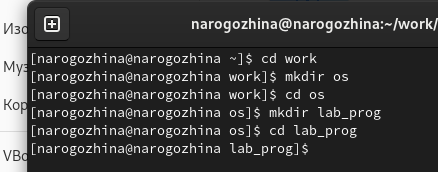 narogozhina@narogozhina:~/work/
Изо
Муз
Кор
VBo
[narogozhina@narogozhina ~]$ cd work
[narogozhina@narogozhina work]$ mkdir os
[narogozhina@narogozhina work]$ cd os
[narogozhina@narogozhina os]$ mkdir lab_prog
[narogozhina@narogozhina os]$ cd lab_prog
[narogozhina@narogozhina lab_prog]$